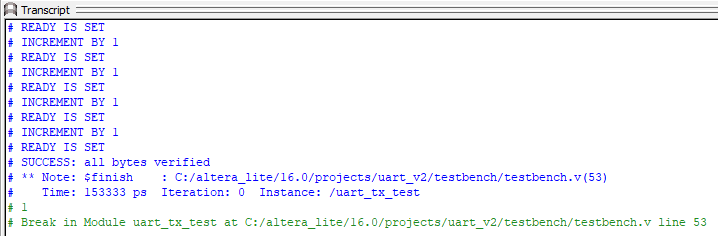 Transcript
# READY IS SET
# INCREMENT BY 1
# READY IS SET
# INCREMENT BY 1
# READY IS SET
# INCREMENT BY 1
# READY IS SET
# INCREMENT BY 1
# READY IS SET
# SUCCESS: all bytes verified
# ** Note: $finish    : C:/altera_lite/16.0/projects/uart_v2/testbench/testbench.v(53)
#    Time: 153333 ps  Iteration: 0  Instance: /uart_tx_test
# 1
# Break in Module uart_tx_test at C:/altera_lite/16.0/projects/uart_v2/testbench/testbench.v line 53